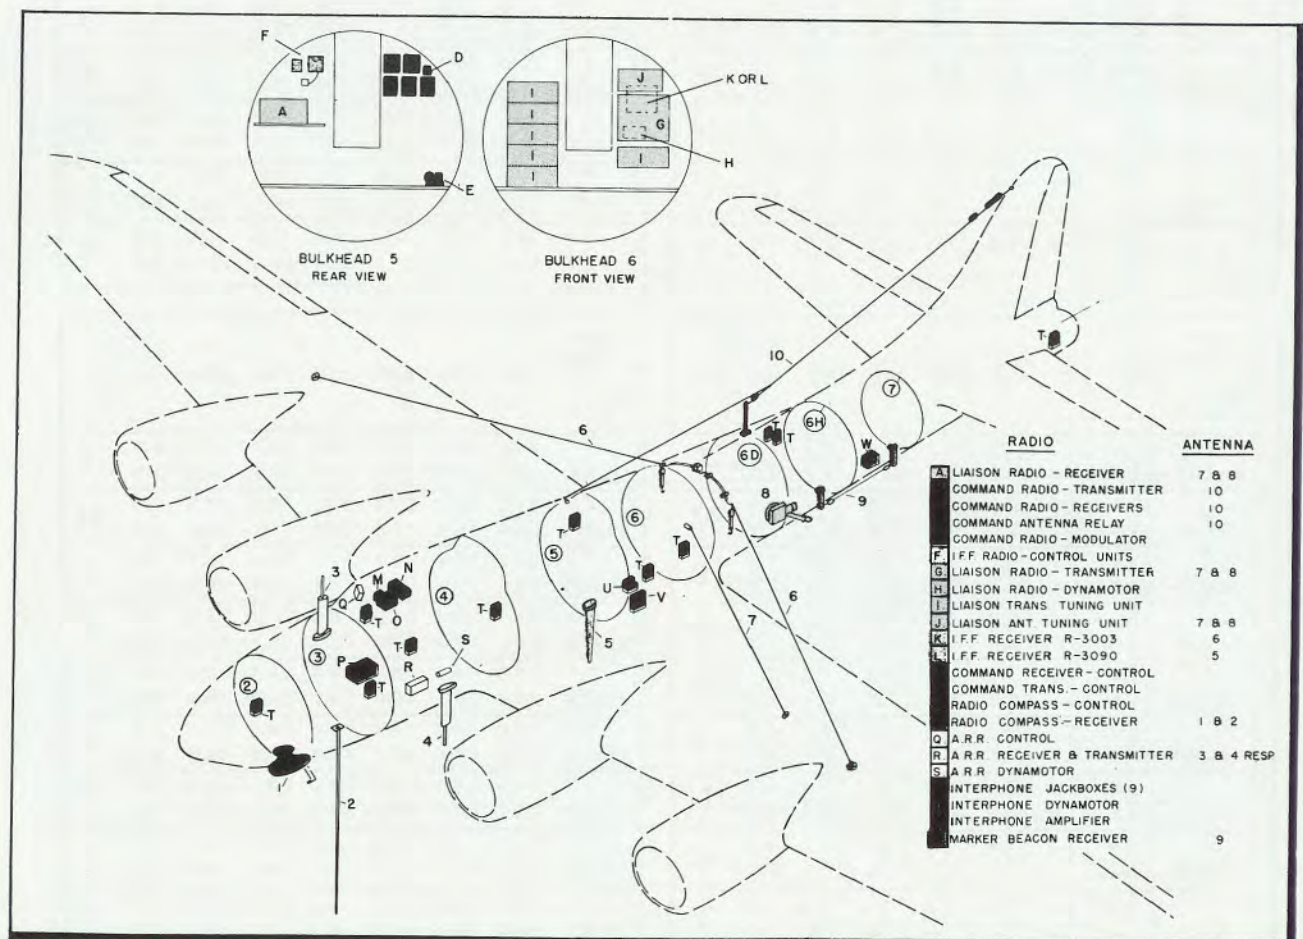 F
D
A
E
BULKHEAD 5
REAR VIEW
J
K OR L
G
H
I
I
I
I
I
I
BULKHEAD 6
FRONT VIEW
10
T
7
6
6H
T
T
6D
W
8
9
6
T
5
T
T
U
V
5
7
6
3
M
N
Q
O
T
4
T
T
S
R
3
P
T
2
T
4
1
2
RADIO ANTENNA
A LIAISON RADIO - RECEIVER 7 & 8
COMMAND RADIO - TRANSMITTER 10
COMMAND RADIO - RECEIVERS 10
COMMAND ANTENNA RELAY 10
COMMAND RADIO - MODULATOR
F I.F.F. RADIO - CONTROL UNITS
G LIAISON RADIO - TRANSMITTER 7 & 8
H LIAISON RADIO - DYNAMOTOR
I LIAISON TRANS TUNING UNIT
J LIAISON ANT. TUNING UNIT 7 & 8
K I.F.F. RECEIVER R-3003 6
L I.F.F. RECEIVER R-3090 5
COMMAND RECEIVER - CONTROL
COMMAND TRANS. - CONTROL
RADIO COMPASS - CONTROL
RADIO COMPASS - RECEIVER 1 & 2
Q A.R.R. CONTROL
R A.R.R. RECEIVER & TRANSMITTER 3 & 4 RESP
S A.R.R. DYNAMOTOR
INTERPHONE JACKBOXES (9)
INTERPHONE DYNAMOTOR
INTERPHONE AMPLIFIER
MARKER BEACON RECEIVER 9